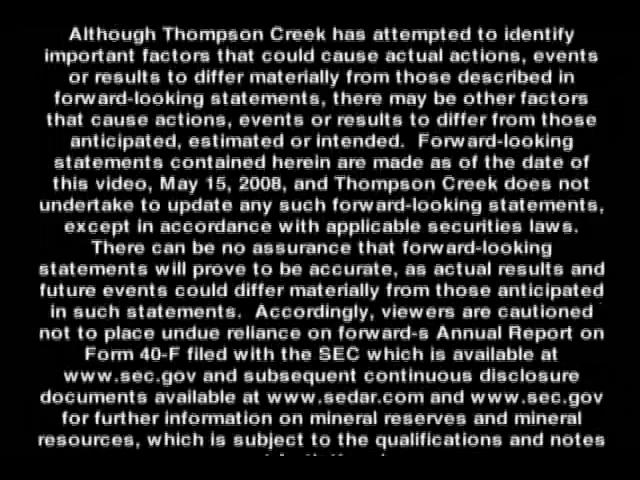 Although Thompson Creek has attempted to identify
important factors that could cause actual actions, events
or results to differ materially from those described in
forward-looking statements, there may be other factors
that cause actions, events or results to differ from those
anticipated, estimated or intended.  Forward-looking
statements contained herein are made as of the date of
this video, May 15, 2008, and Thompson Creek does not
undertake to update any such forward-looking statements,
except in accordance with applicable securities laws.
There can be no assurance that forward-looking
statements will prove to be accurate, as actual results and
future events could differ materially from those anticipated
in such statements.  Accordingly, viewers are cautioned
not to place undue reliance on forward-s Annual Report on
Form 40-F filed with the SEC which is available at
www.sec.gov and subsequent continuous disclosure
documents available at www.sedar.com and www.sec.gov
for further information on mineral reserves and mineral
resources, which is subject to the qualifications and notes